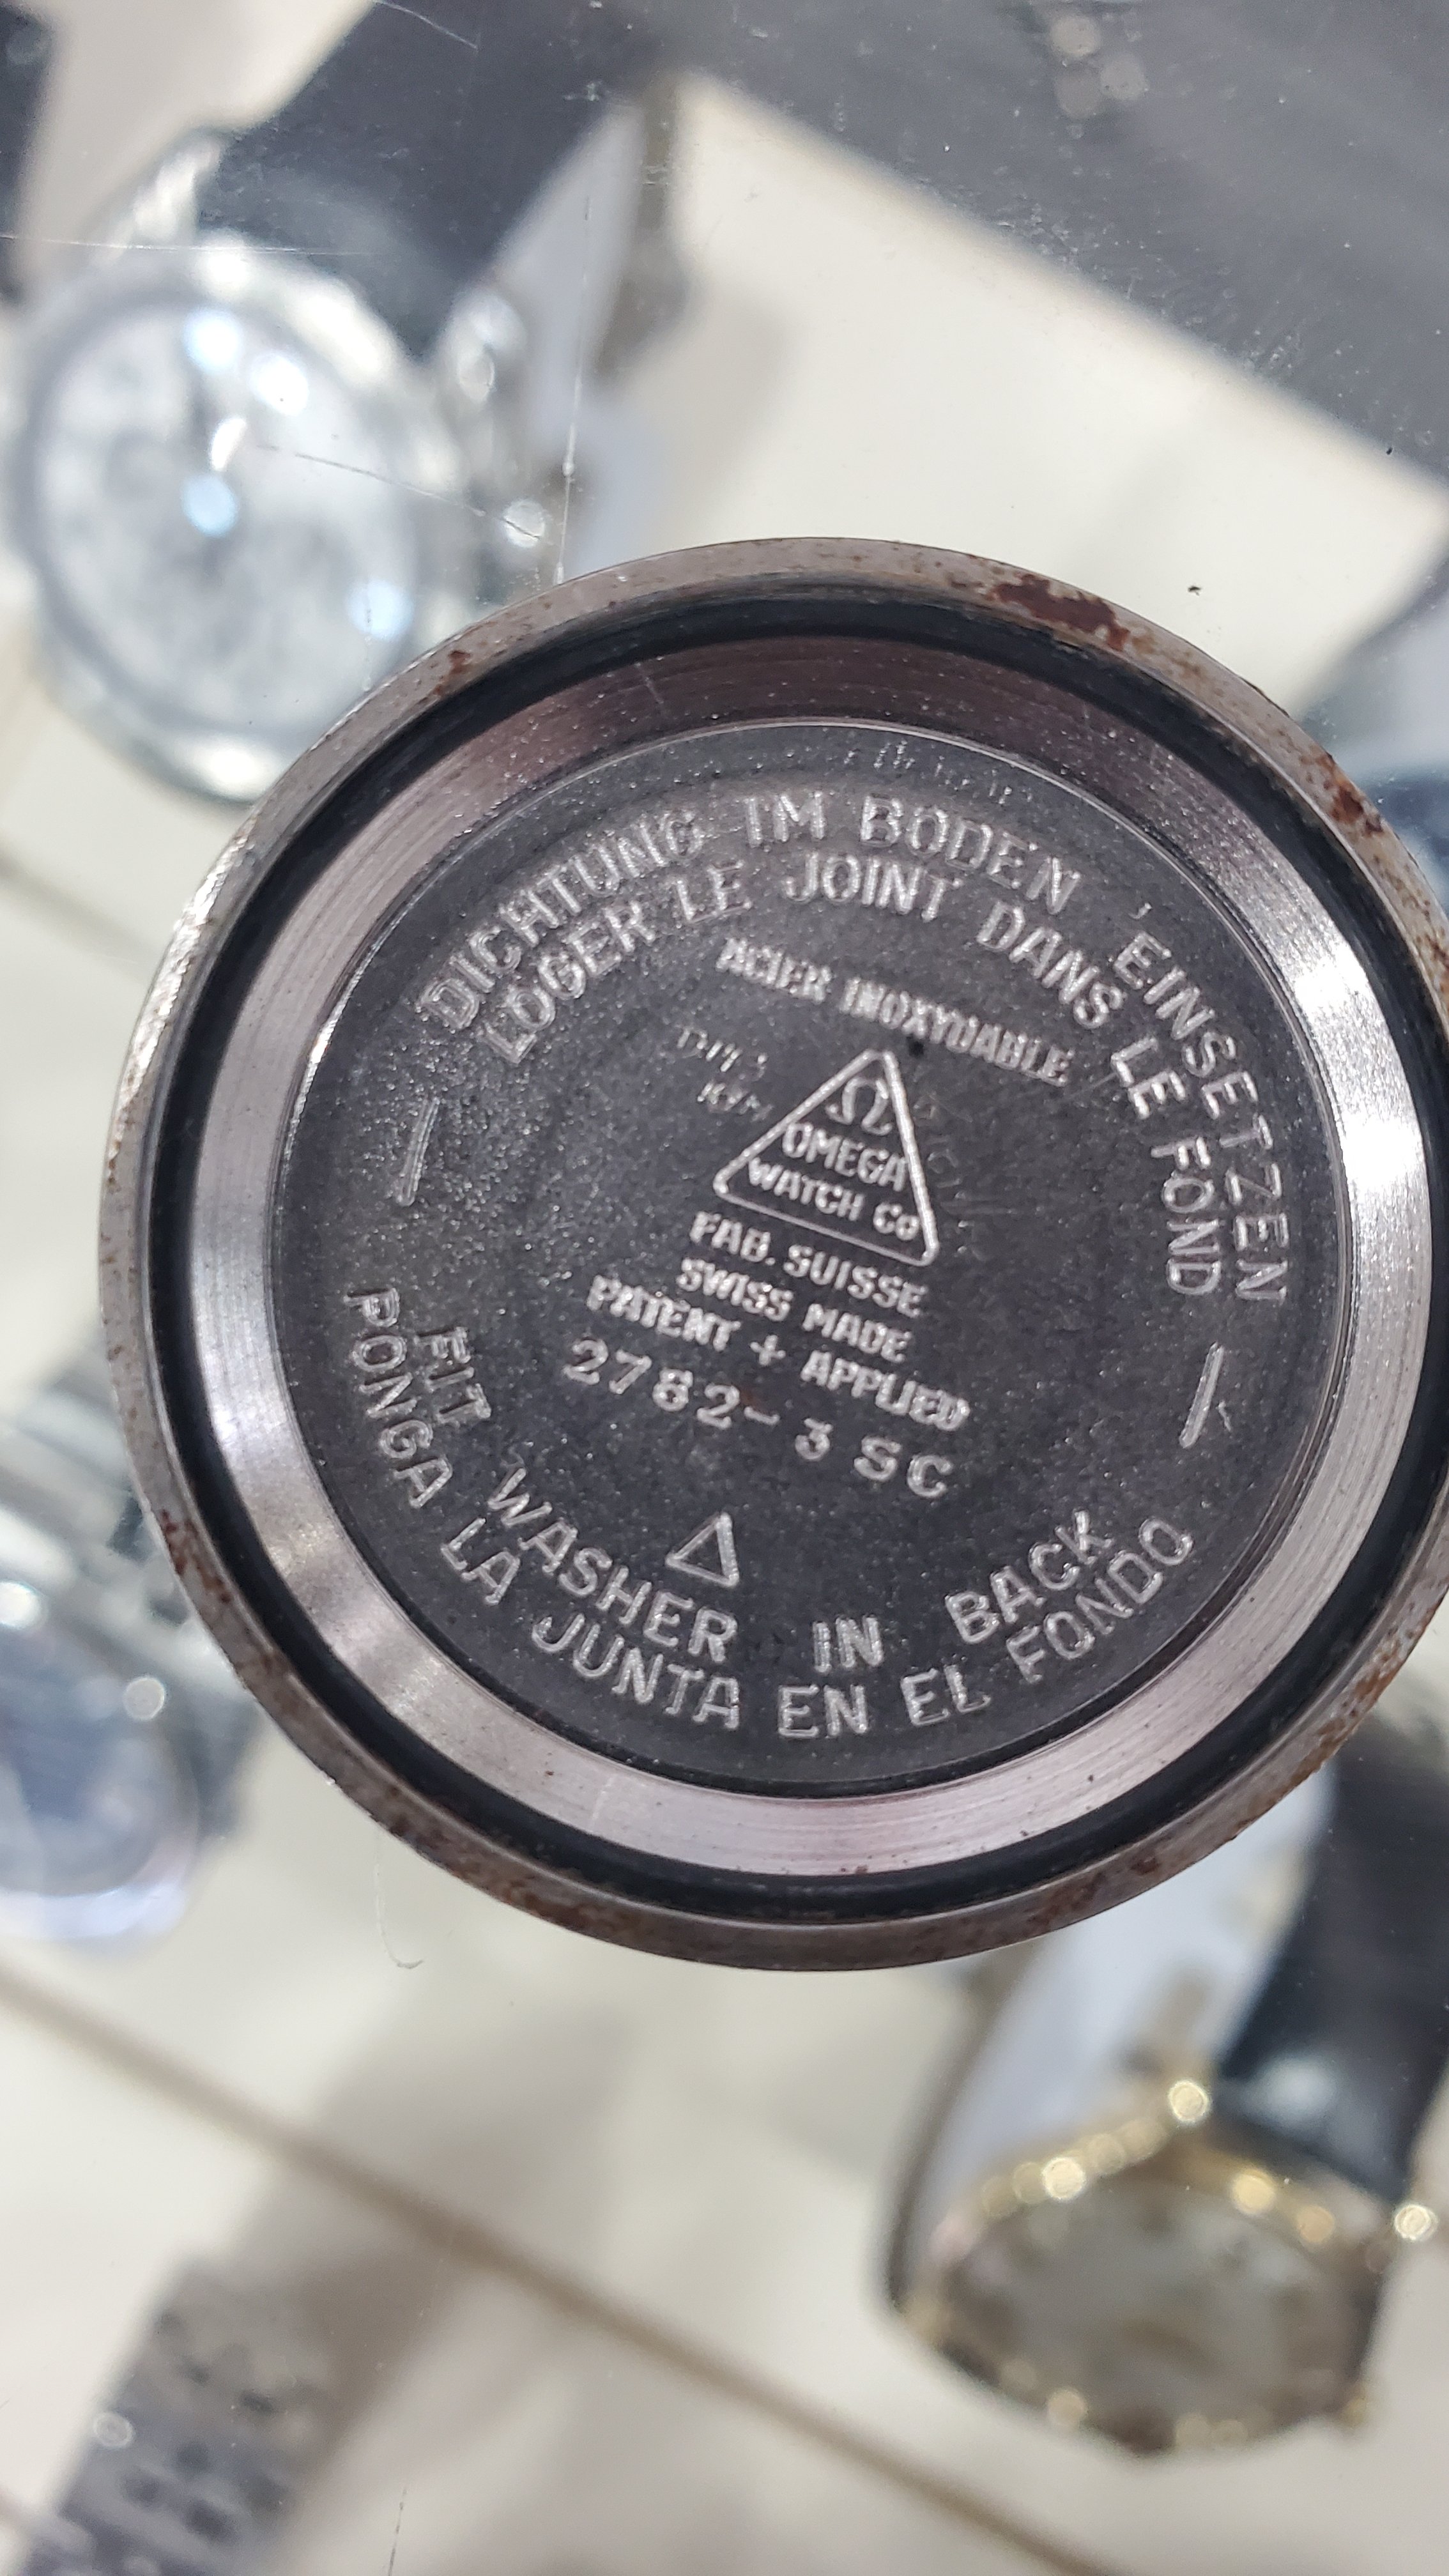 DICHTUNG IM BODEN EINSETZEN
LOGER LE JOINT DANS LE FOND
ACIER INOXYDABLE
Ω
OMEGA
WATCH Co
FAB. SUISSE
SWISS MADE
PATENT + APPLIED
2782-3 SC
FIT WASHER IN BACK
PONGA LA JUNTA EN EL FONDO